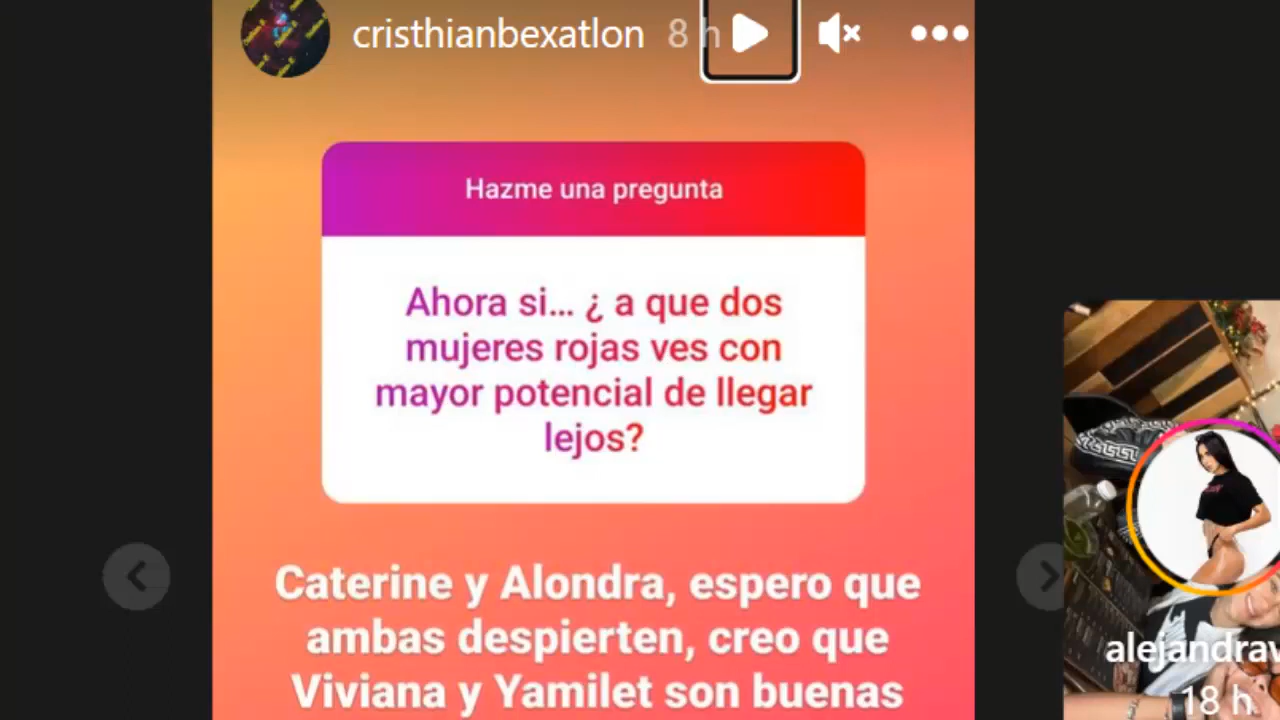 cristhianbexatlon 8 h
Hazme una pregunta
Ahora si... ¿ a que dos
mujeres rojas ves con
mayor potencial de llegar
lejos?
Caterine y Alondra, espero que
ambas despierten, creo que
Viviana y Yamilet son buenas
alejandrav
18 h